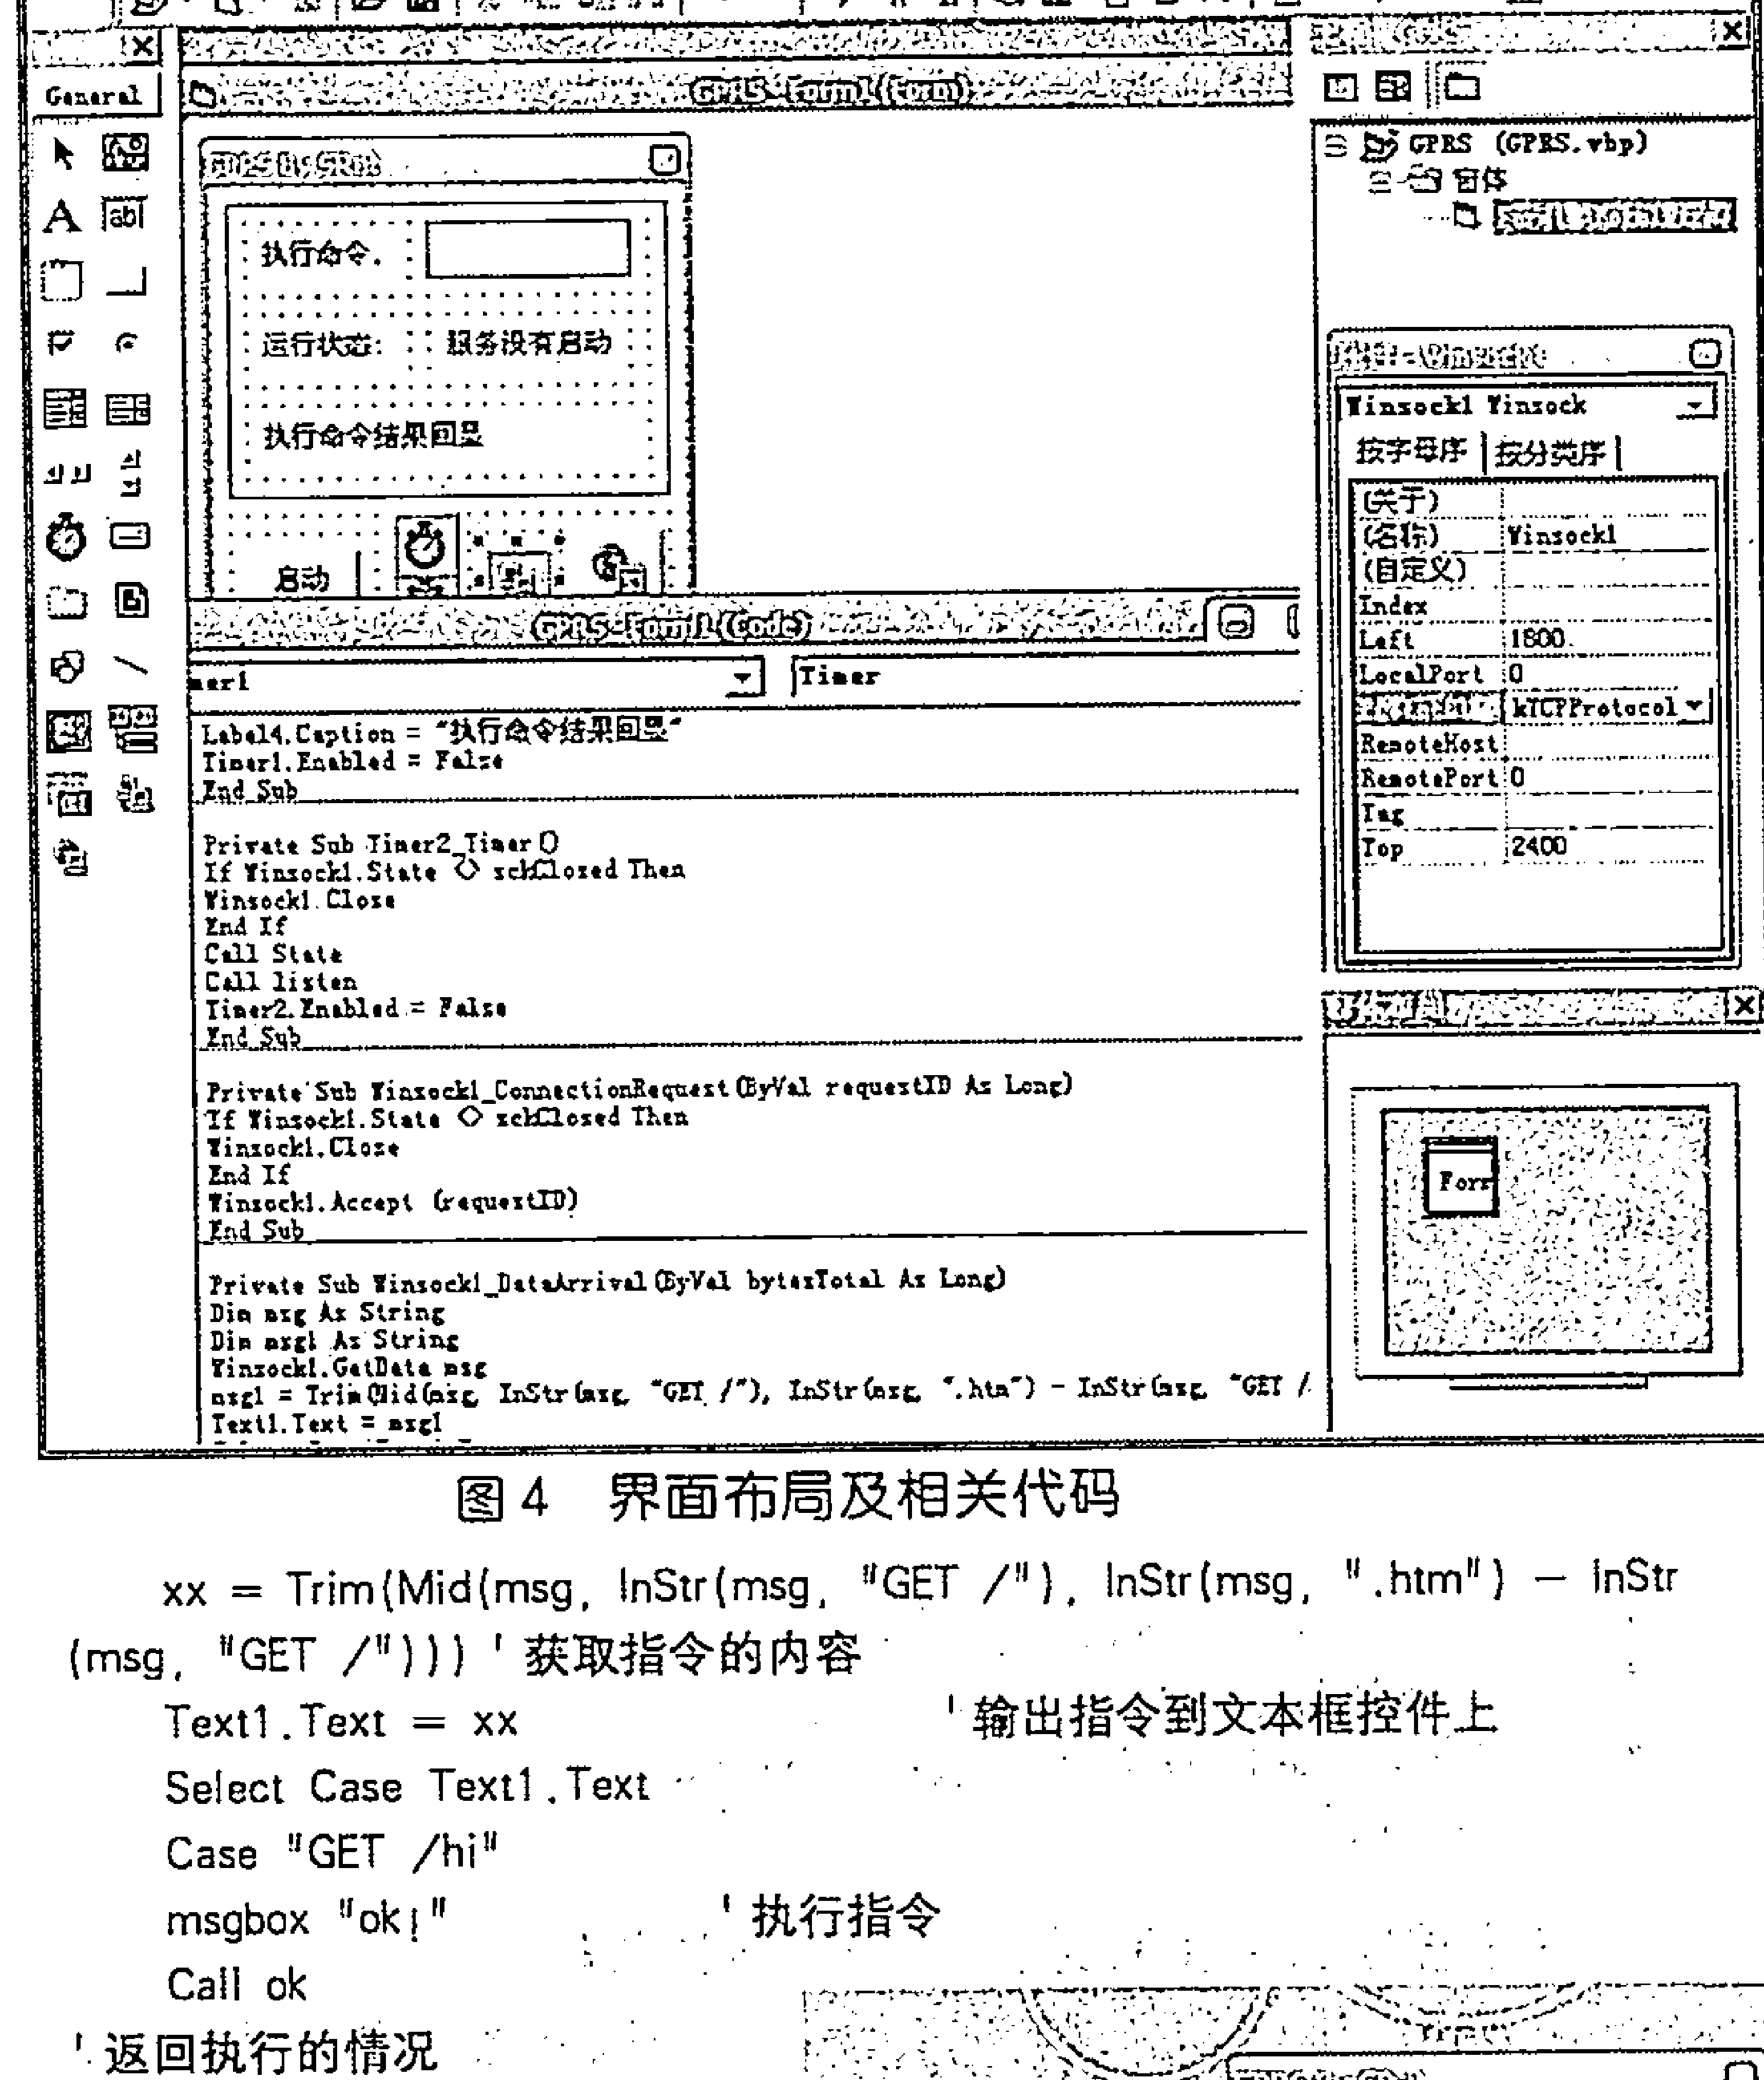 General
GPRS - Form1 (Form)
执行命令.
运行状态: 服务没有启动
执行命令结果回显
启动
GPRS (GPRS.vbp)
窗体
Winsock1 Winsock
按字母序 按分类序
(关于)
(名称) Winsock1
(自定义)
Index
Left 1800
LocalPort 0
kTCPProtocol
RemoteHost
RemotePort 0
Tag
Top 2400
Form
GPRS - Form1 (Code)
mer1 Timer
Label4.Caption = "执行命令结果回显"
Timer1.Enabled = False
End Sub
Private Sub Timer2_Timer()
If Winsock1.State <> sckClosed Then
Winsock1.Close
End If
Call State
Call listen
Timer2.Enabled = False
End Sub
Private Sub Winsock1_ConnectionRequest(ByVal requestID As Long)
If Winsock1.State <> sckClosed Then
Winsock1.Close
End If
Winsock1.Accept (requestID)
End Sub
Private Sub Winsock1_DataArrival(ByVal bytesTotal As Long)
Dim msg As String
Dim msg1 As String
Winsock1.GetData msg
msg1 = Trim(Mid(msg, InStr(msg, "GET /"), InStr(msg, ".htm") - InStr(msg, "GET /
Text1.Text = msg1
图 4 界面布局及相关代码
xx = Trim(Mid(msg, InStr(msg, "GET /"), InStr(msg, ".htm") - InStr
(msg, "GET /"))) ' 获取指令的内容
Text1.Text = xx ' 输出指令到文本框控件上
Select Case Text1.Text
Case "GET /hi"
msgbox "ok!" ' 执行指令
Call ok
' 返回执行的情况